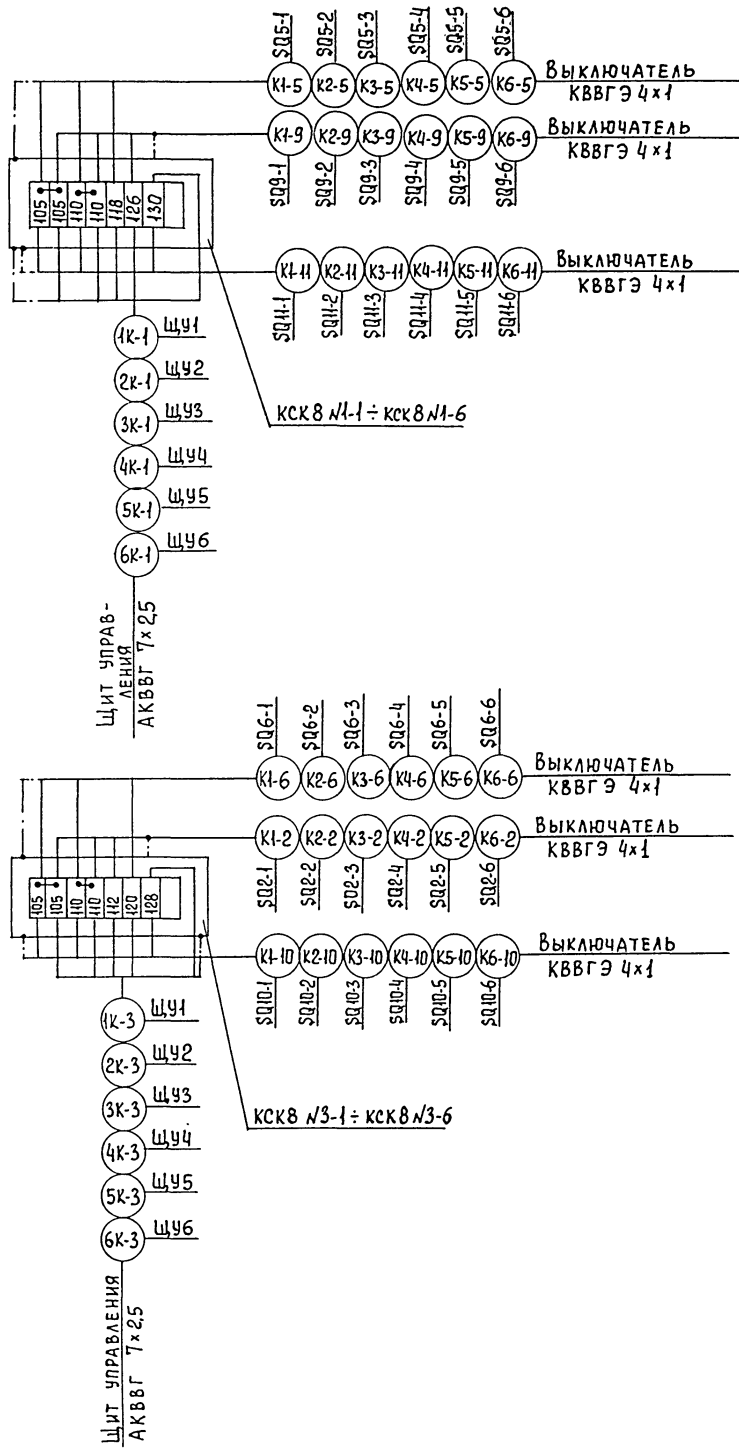 SQ5-1 SQ5-2 SQ5-3 SQ5-4 SQ5-5 SQ5-6
К1-5 К2-5 К3-5 К4-5 К5-5 К6-5 Выключатель
КВВГЭ 4×1
К1-9 К2-9 К3-9 К4-9 К5-9 К6-9 Выключатель
КВВГЭ 4×1
SQ9-1 SQ9-2 SQ9-3 SQ9-4 SQ9-5 SQ9-6
105 105 110 110 118 126 130
К1-11 К2-11 К3-11 К4-11 К5-11 К6-11 Выключатель
КВВГЭ 4×1
SQ11-1 SQ11-2 SQ11-3 SQ11-4 SQ11-5 SQ11-6
1К-1 ЩУ1
2К-1 ЩУ2
3К-1 ЩУ3
4К-1 ЩУ4
5К-1 ЩУ5
6К-1 ЩУ6
КСК8 N1-1 ÷ КСК8 N1-6
Щит управ-
ления
АКВВГ 7×2,5
SQ6-1 SQ6-2 SQ6-3 SQ6-4 SQ6-5 SQ6-6
К1-6 К2-6 К3-6 К4-6 К5-6 К6-6 Выключатель
КВВГЭ 4×1
К1-2 К2-2 К3-2 К4-2 К5-2 К6-2 Выключатель
КВВГЭ 4×1
SQ2-1 SQ2-2 SQ2-3 SQ2-4 SQ2-5 SQ2-6
105 105 110 110 112 120 128
К1-10 К2-10 К3-10 К4-10 К5-10 К6-10 Выключатель
КВВГЭ 4×1
SQ10-1 SQ10-2 SQ10-3 SQ10-4 SQ10-5 SQ10-6
1К-3 ЩУ1
2К-3 ЩУ2
3К-3 ЩУ3
4К-3 ЩУ4
5К-3 ЩУ5
6К-3 ЩУ6
КСК8 N3-1 ÷ КСК8 N3-6
Щит управления
АКВВГ 7×2,5